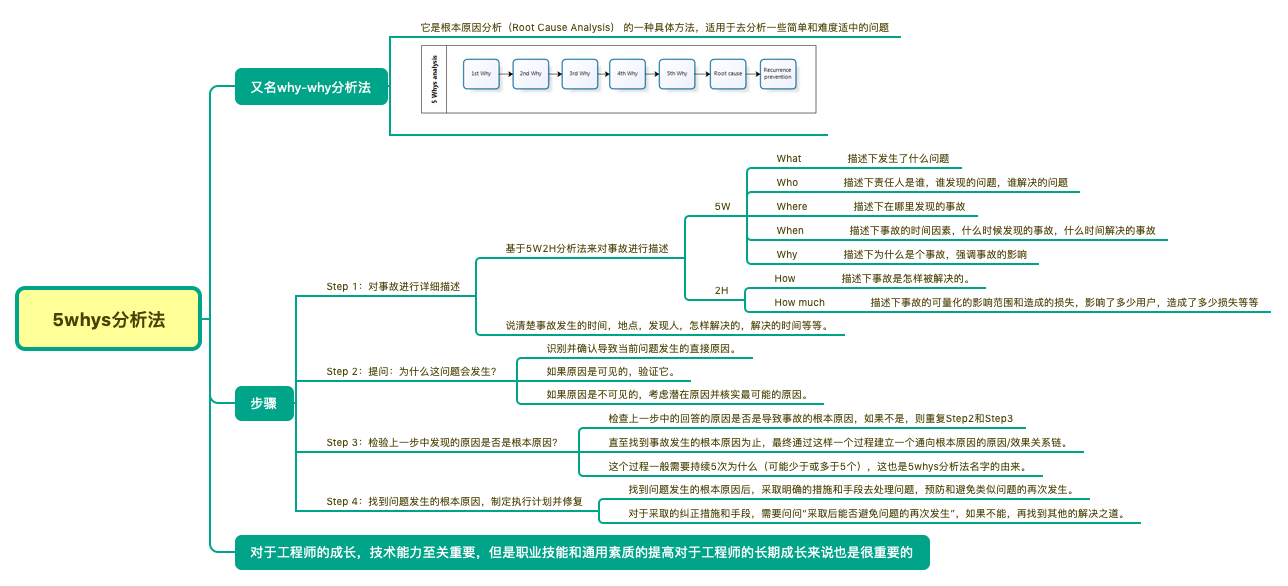 5whys分析法
又名why-why分析法
它是根本原因分析（Root Cause Analysis） 的一种具体方法，适用于去分析一些简单和难度适中的问题
5 Whys analysis
1st Why
2nd Why
3rd Why
4th Why
5th Why
Root cause
Recurrence
prevention
步骤
Step 1：对事故进行详细描述
基于5W2H分析法来对事故进行描述
5W
What 描述下发生了什么问题
Who 描述下责任人是谁，谁发现的问题，谁解决的问题
Where 描述下在哪里发现的事故
When 描述下事故的时间因素，什么时候发现的事故，什么时间解决的事故
Why 描述下为什么是个事故，强调事故的影响
2H
How 描述下事故是怎样被解决的。
How much 描述下事故的可量化的影响范围和造成的损失，影响了多少用户，造成了多少损失等等
说清楚事故发生的时间，地点，发现人，怎样解决的，解决的时间等等。
Step 2：提问：为什么这问题会发生？
识别并确认导致当前问题发生的直接原因。
如果原因是可见的，验证它。
如果原因是不可见的，考虑潜在原因并核实最可能的原因。
Step 3：检验上一步中发现的原因是否是根本原因？
检查上一步中的回答的原因是否是导致事故的根本原因，如果不是，则重复Step2和Step3
直至找到事故发生的根本原因为止，最终通过这样一个过程建立一个通向根本原因的原因/效果关系链。
这个过程一般需要持续5次为什么（可能少于或多于5个），这也是5whys分析法名字的由来。
Step 4：找到问题发生的根本原因，制定执行计划并修复
找到问题发生的根本原因后，采取明确的措施和手段去处理问题，预防和避免类似问题的再次发生。
对于采取的纠正措施和手段，需要问问“采取后能否避免问题的再次发生”，如果不能，再找到其他的解决之道。
对于工程师的成长，技术能力至关重要，但是职业技能和通用素质的提高对于工程师的长期成长来说也是很重要的